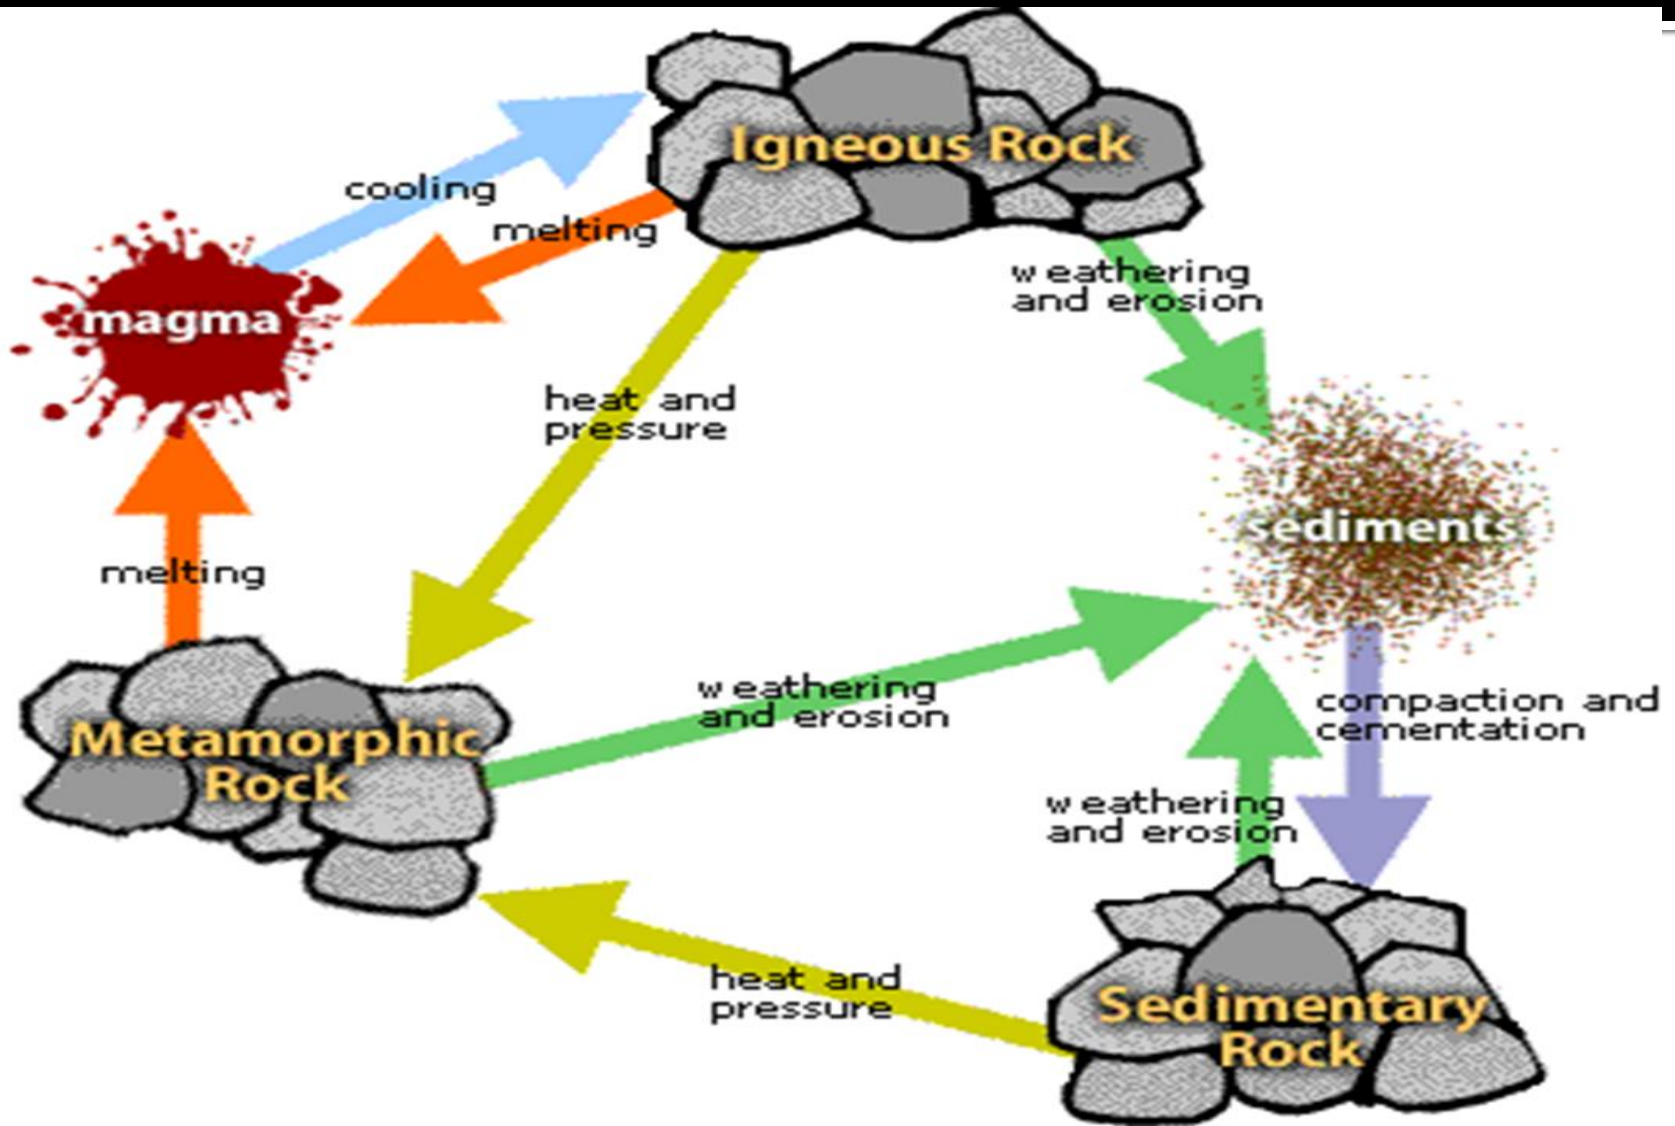 Igneous Rock
cooling
melting
weathering
and erosion
magma
heat and
pressure
sediments
melting
weathering
and erosion
compaction and
cementation
Metamorphic
Rock
weathering
and erosion
heat and
pressure
Sedimentary
Rock